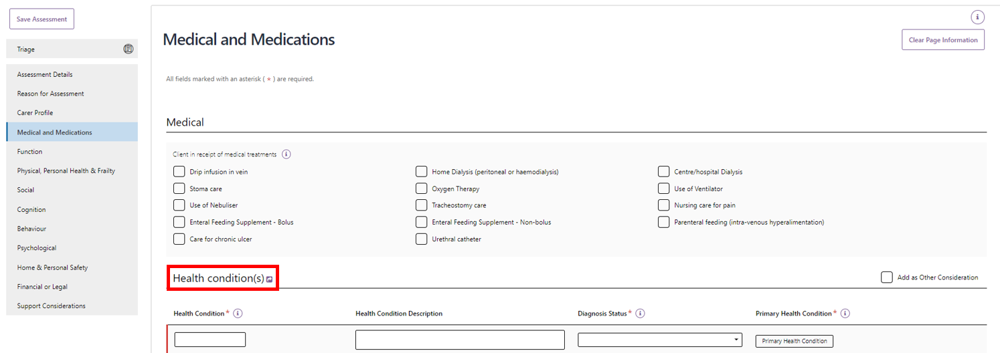 Save Assessment
Triage
Assessment Details
Reason for Assessment
Carer Profile
Medical and Medications
Function
Physical, Personal Health & Frailty
Social
Cognition
Behaviour
Psychological
Home & Personal Safety
Financial or Legal
Support Considerations
Medical and Medications
Clear Page Information
All fields marked with an asterisk ( * ) are required.
Medical
Client in receipt of medical treatments
Drip infusion in vein
Home Dialysis (peritoneal or haemodialysis)
Centre/hospital Dialysis
Stoma care
Oxygen Therapy
Use of Ventilator
Use of Nebuliser
Tracheostomy care
Nursing care for pain
Enteral Feeding Supplement - Bolus
Enteral Feeding Supplement - Non-bolus
Parenteral feeding (intra-venous hyperalimentation)
Care for chronic ulcer
Urethral catheter
Health condition(s)
Add as Other Consideration
Health Condition *
Health Condition Description
Diagnosis Status *
Primary Health Condition *
Primary Health Condition